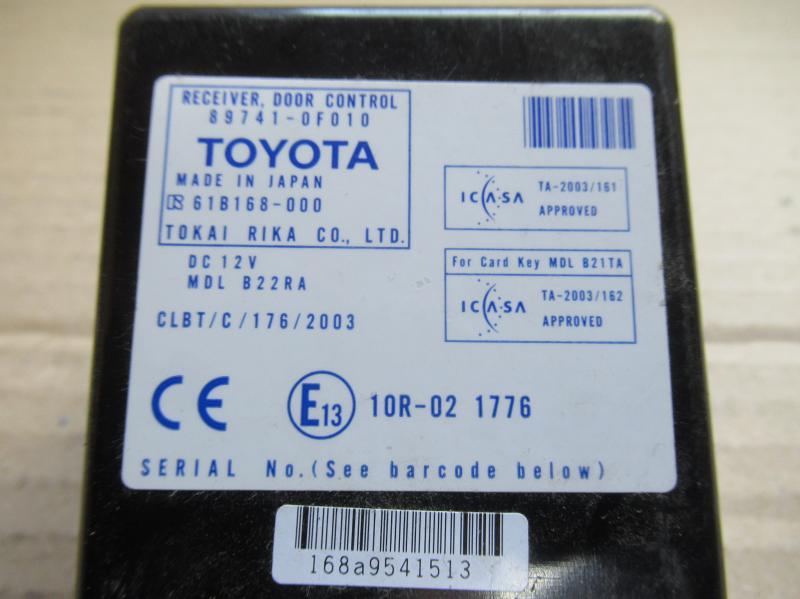 RECEIVER, DOOR CONTROL
89741-0F010
TOYOTA
MADE IN JAPAN
61B168-000
TOKAI RIKA CO., LTD.
DC 12V
MDL B22RA
CLBT/C/176/2003
ICASA
TA-2003/161
APPROVED
For Card Key MDL B21TA
ICASA
TA-2003/162
APPROVED
CE
E13 10R-02 1776
SERIAL No.(See barcode below)
168a9541513